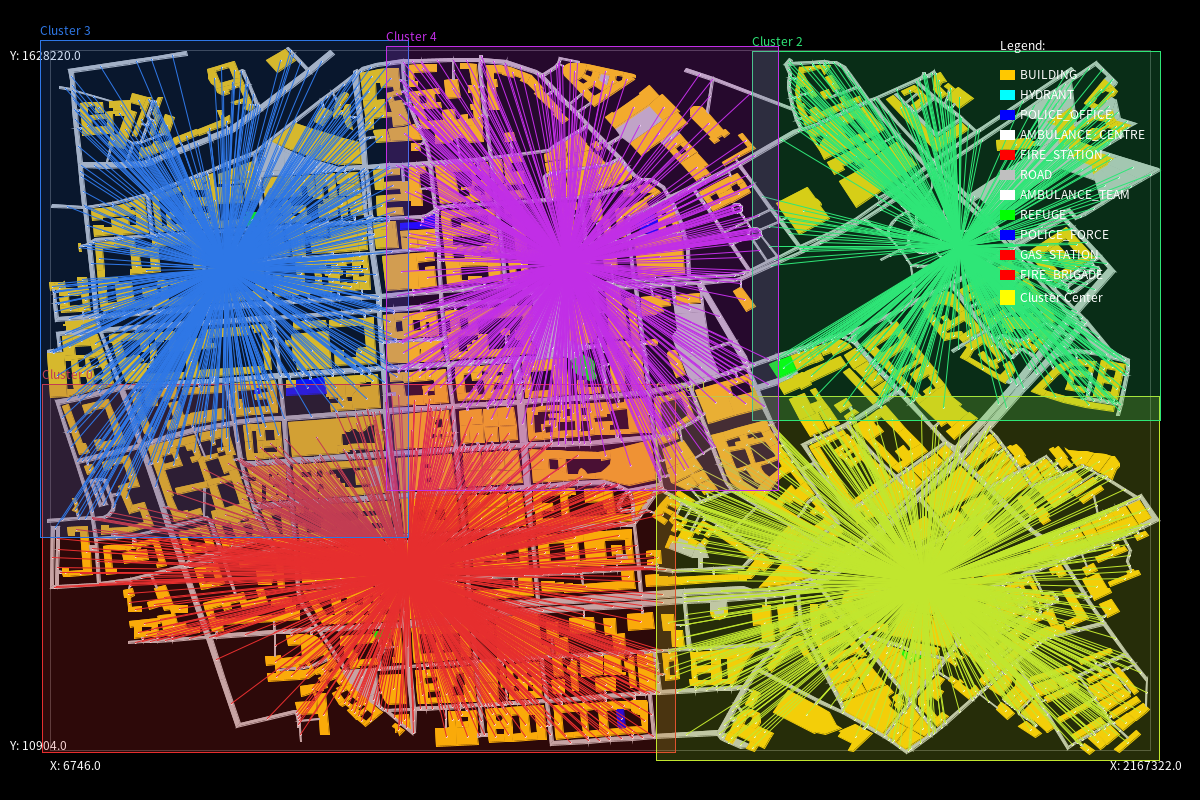 Cluster 3
Cluster 4
Cluster 2
Y: 1628220.0
Legend:
BUILDING
HYDRANT
POLICE_OFFICE
AMBULANCE_CENTRE
FIRE_STATION
ROAD
AMBULANCE_TEAM
REFUGE
POLICE_FORCE
GAS_STATION
FIRE_BRIGADE
Cluster Center
Cluster
Y: 10904.0
X: 6746.0
X: 2167322.0